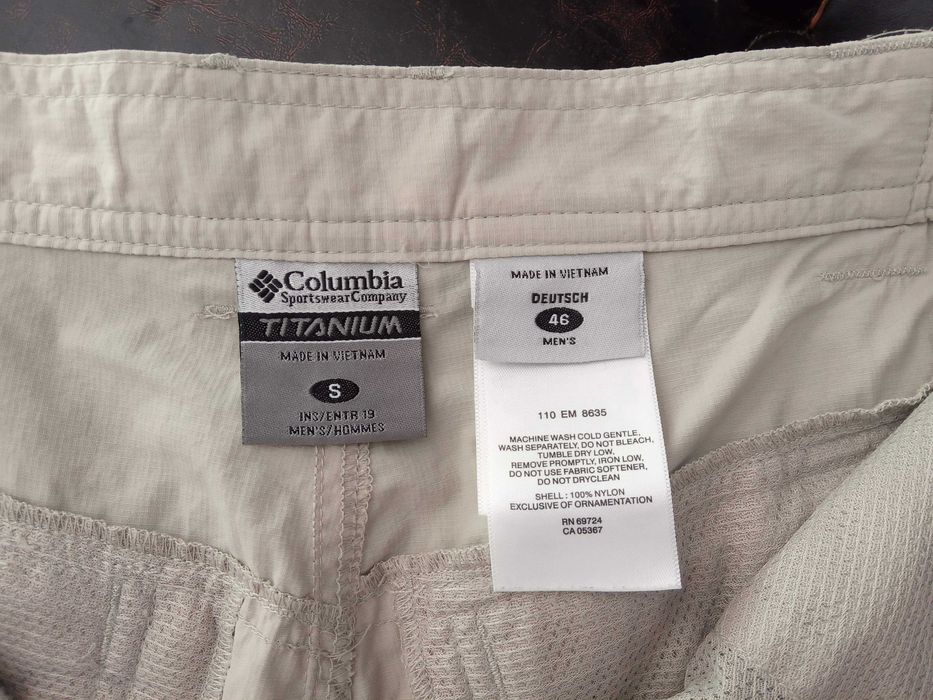 Columbia
SportswearCompany
TITANIUM
MADE IN VIETNAM
S
INS/ENTR 19
MEN'S/HOMMES
MADE IN VIETNAM
DEUTSCH
46
MEN'S
110 EM 8635
MACHINE WASH COLD GENTLE,
WASH SEPARATELY, DO NOT BLEACH,
TUMBLE DRY LOW,
REMOVE PROMPTLY, IRON LOW.
DO NOT USE FABRIC SOFTENER,
DO NOT DRYCLEAN
SHELL : 100% NYLON
EXCLUSIVE OF ORNAMENTATION
RN 69724
CA 05367